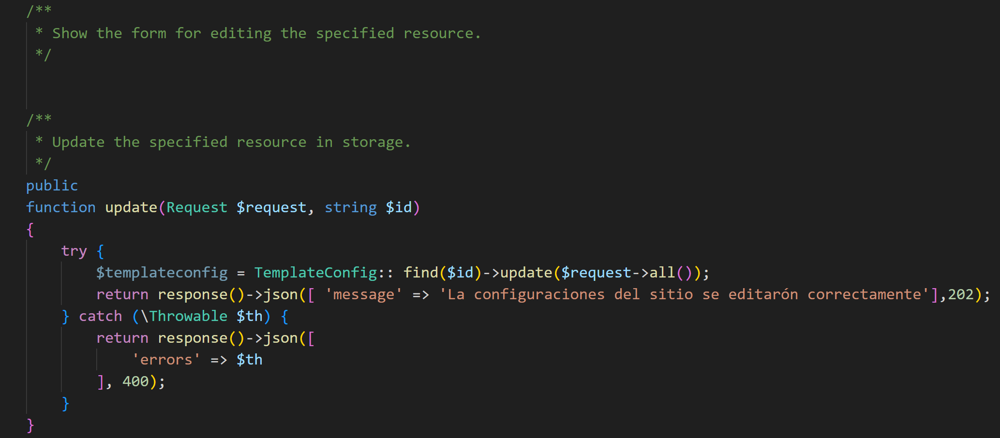 /**
 * Show the form for editing the specified resource.
 */
/**
 * Update the specified resource in storage.
 */
public
function update(Request $request, string $id)
{
    try {
        $templateconfig = TemplateConfig:: find($id)->update($request->all());
        return response()->json([ 'message' => 'La configuraciones del sitio se editarón correctamente'],202);
    } catch (\Throwable $th) {
        return response()->json([
            'errors' => $th
        ], 400);
    }
}